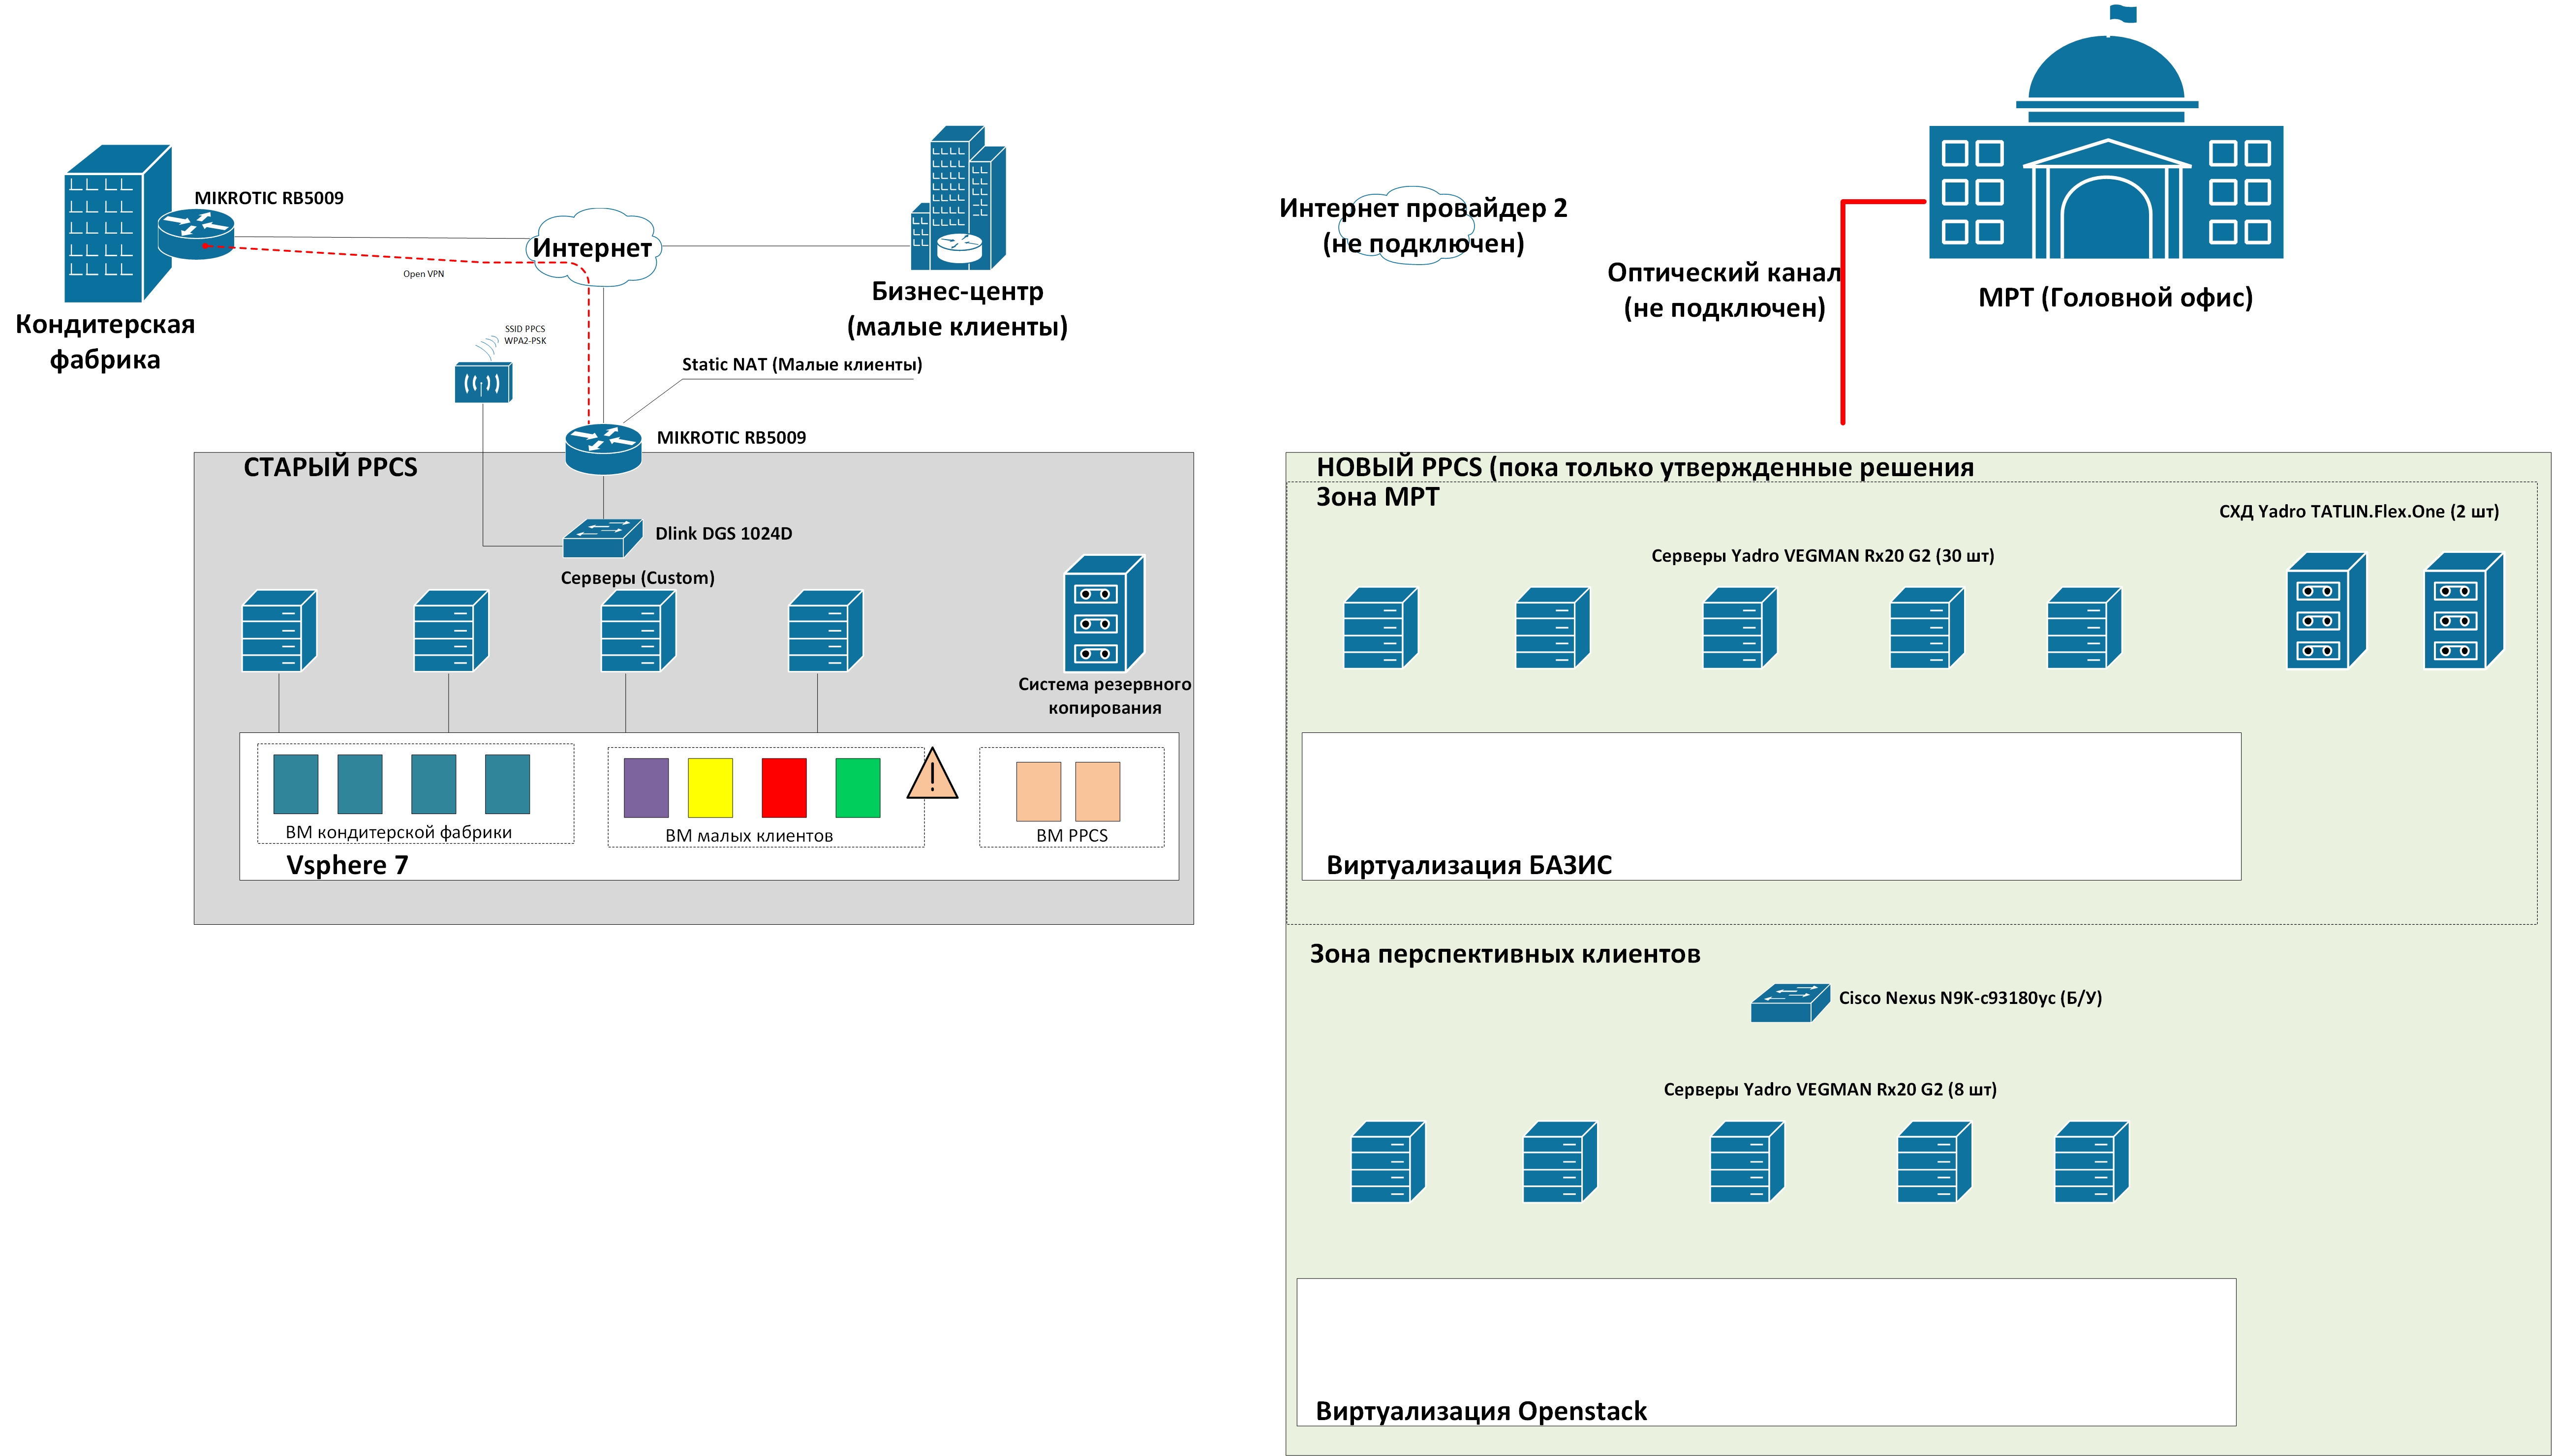 MIKROTIC RB5009
Интернет
Open VPN
Кондитерская
фабрика
Бизнес-центр
(малые клиенты)
SSID PPCS
WPA2-PSK
Static NAT (Малые клиенты)
MIKROTIC RB5009
СТАРЫЙ PPCS
Dlink DGS 1024D
Серверы (Custom)
Система резервного
копирования
ВМ кондитерской фабрики
ВМ малых клиентов
ВМ PPCS
Vsphere 7
Интернет провайдер 2
(не подключен)
Оптический канал
(не подключен)
МРТ (Головной офис)
НОВЫЙ PPCS (пока только утвержденные решения
Зона МРТ
СХД Yadro TATLIN.Flex.One (2 шт)
Серверы Yadro VEGMAN Rx20 G2 (30 шт)
Виртуализация БАЗИС
Зона перспективных клиентов
Cisco Nexus N9K-c93180yc (Б/У)
Серверы Yadro VEGMAN Rx20 G2 (8 шт)
Виртуализация Openstack